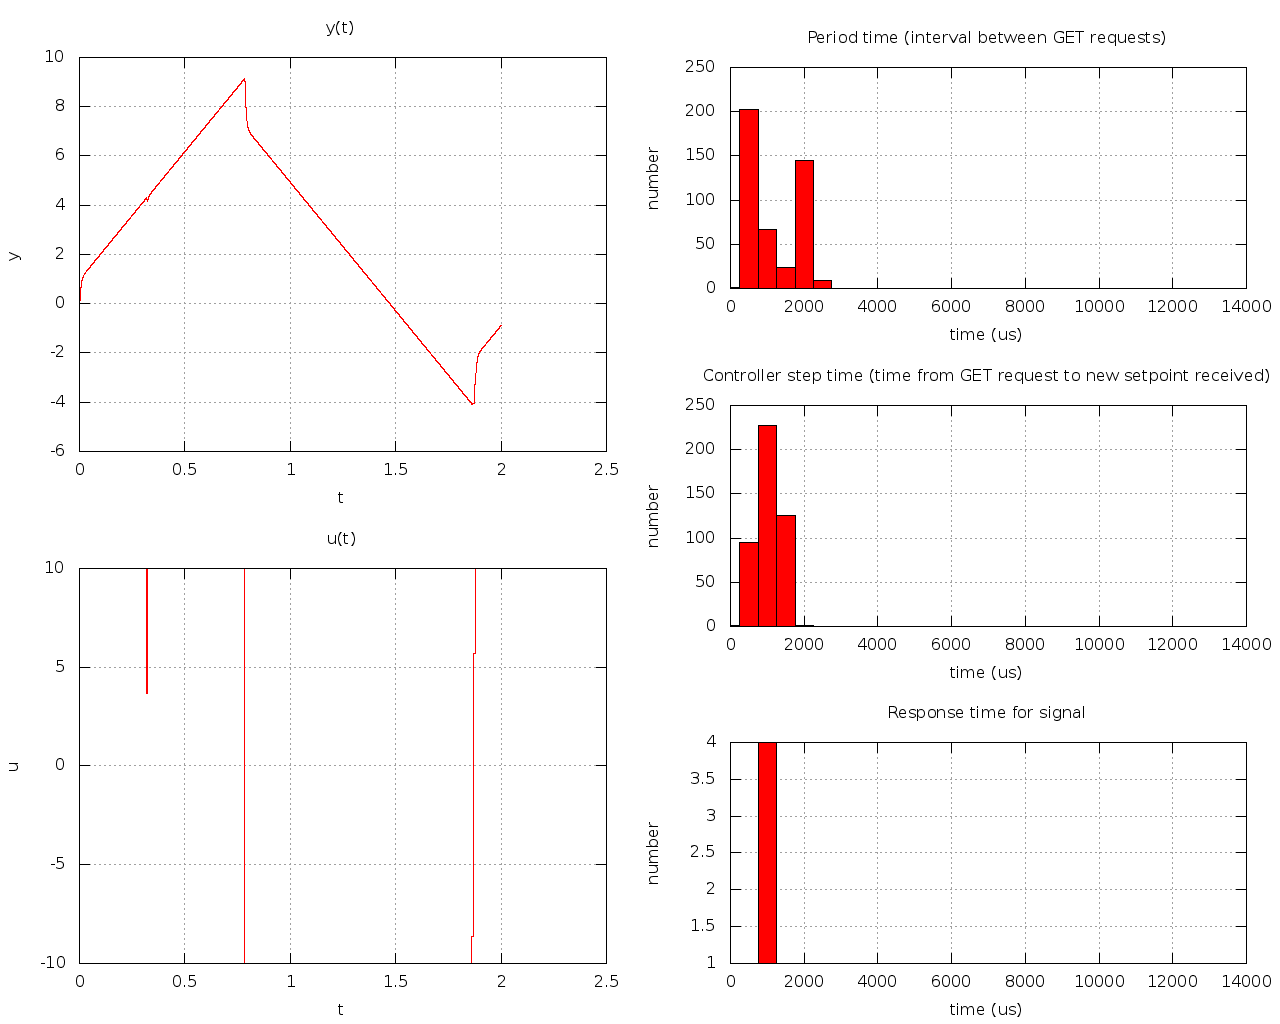 y(t)
10
8
6
4
2
0
-2
-4
-6
y
0 0.5 1 1.5 2 2.5
t
u(t)
10
5
0
-5
-10
u
0 0.5 1 1.5 2 2.5
t
Period time (interval between GET requests)
250
200
150
100
50
0
number
0 2000 4000 6000 8000 10000 12000 14000
time (us)
Controller step time (time from GET request to new setpoint received)
250
200
150
100
50
0
number
0 2000 4000 6000 8000 10000 12000 14000
time (us)
Response time for signal
4
3.5
3
2.5
2
1.5
1
number
0 2000 4000 6000 8000 10000 12000 14000
time (us)